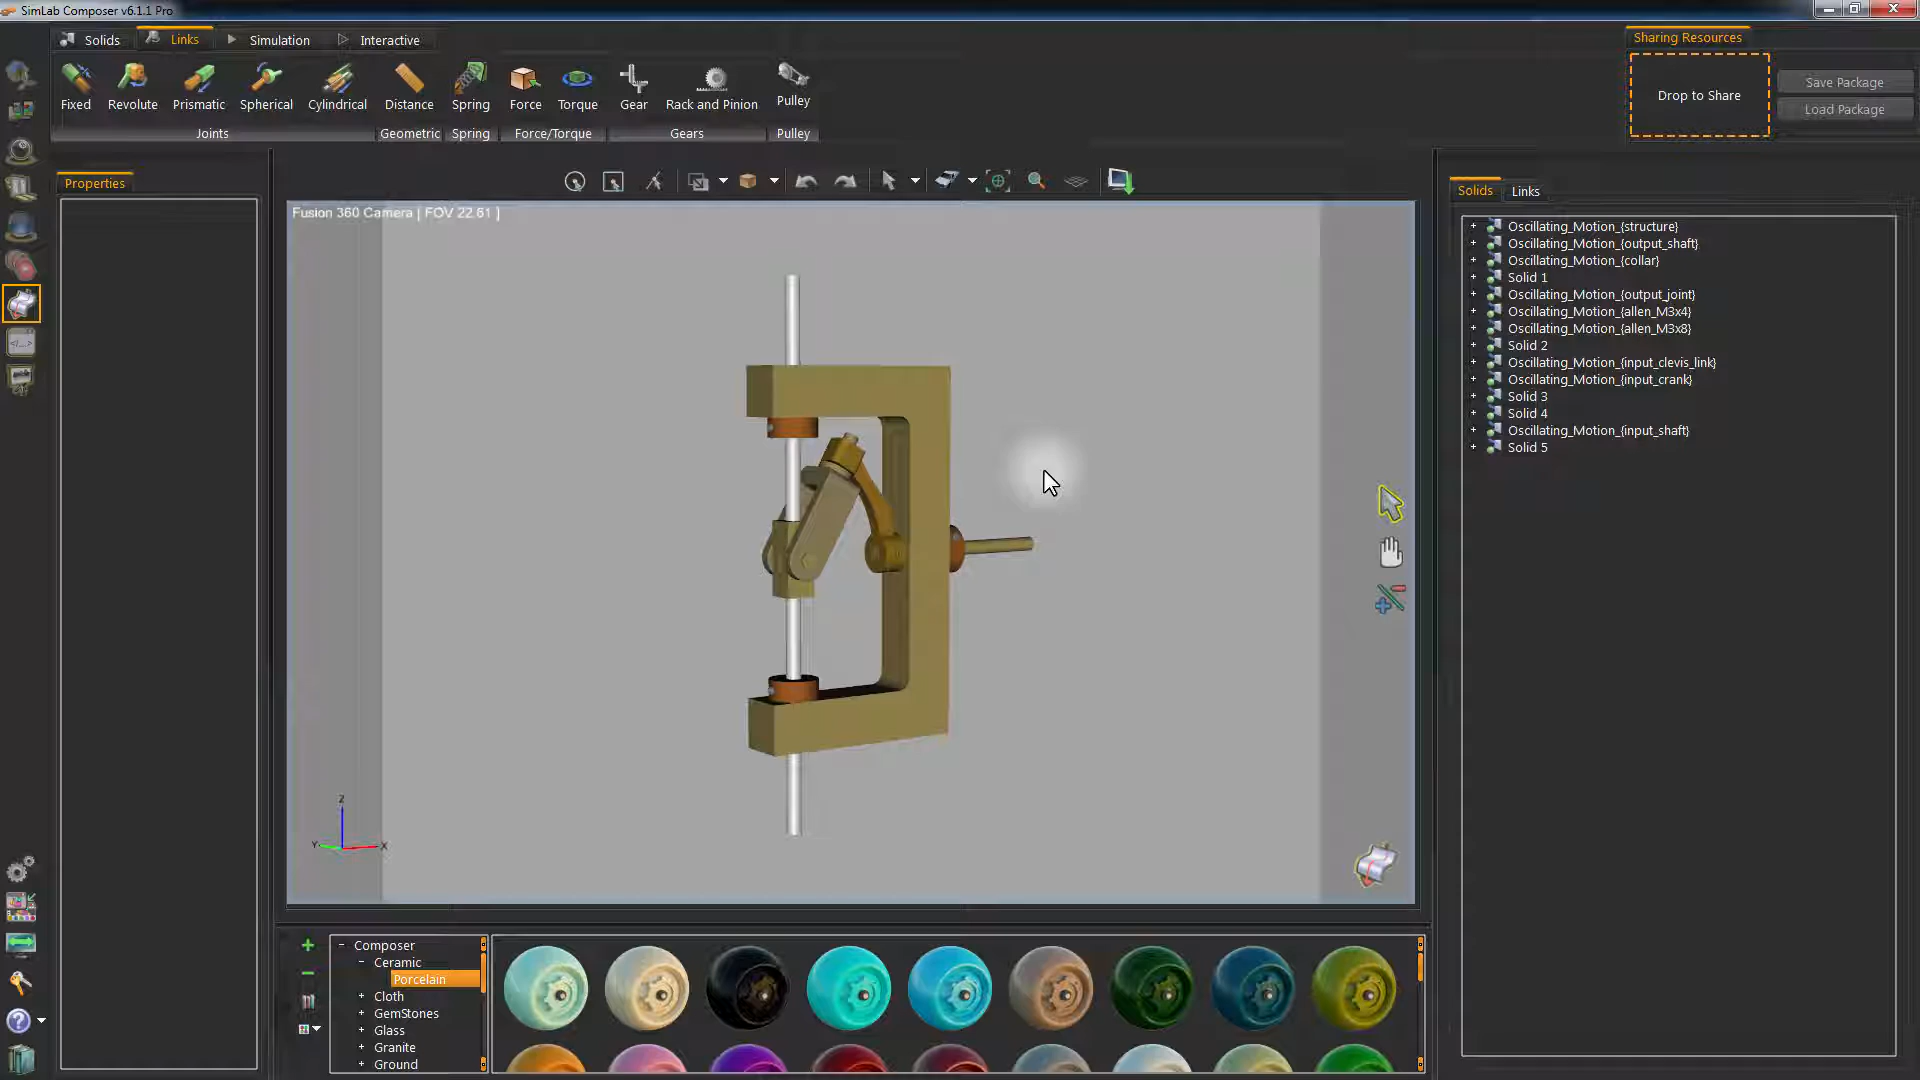 SimLab Composer v6.1.1 Pro
Solids
Links
Simulation
Interactive
Sharing Resources
Fixed
Revolute
Prismatic
Spherical
Cylindrical
Distance
Spring
Force
Torque
Gear
Rack and Pinion
Pulley
Joints
Geometric
Spring
Force/Torque
Gears
Pulley
Drop to Share
Save Package
Load Package
Properties
Fusion 360 Camera [ FOV 22.61 ]
Z
Y
X
Solids
Links
Oscillating_Motion_{structure}
Oscillating_Motion_{output_shaft}
Oscillating_Motion_{collar}
Solid 1
Oscillating_Motion_{output_joint}
Oscillating_Motion_{allen_M3x4}
Oscillating_Motion_{allen_M3x8}
Solid 2
Oscillating_Motion_{input_clevis_link}
Oscillating_Motion_{input_crank}
Solid 3
Solid 4
Oscillating_Motion_{input_shaft}
Solid 5
Composer
Ceramic
Porcelain
Cloth
GemStones
Glass
Granite
Ground